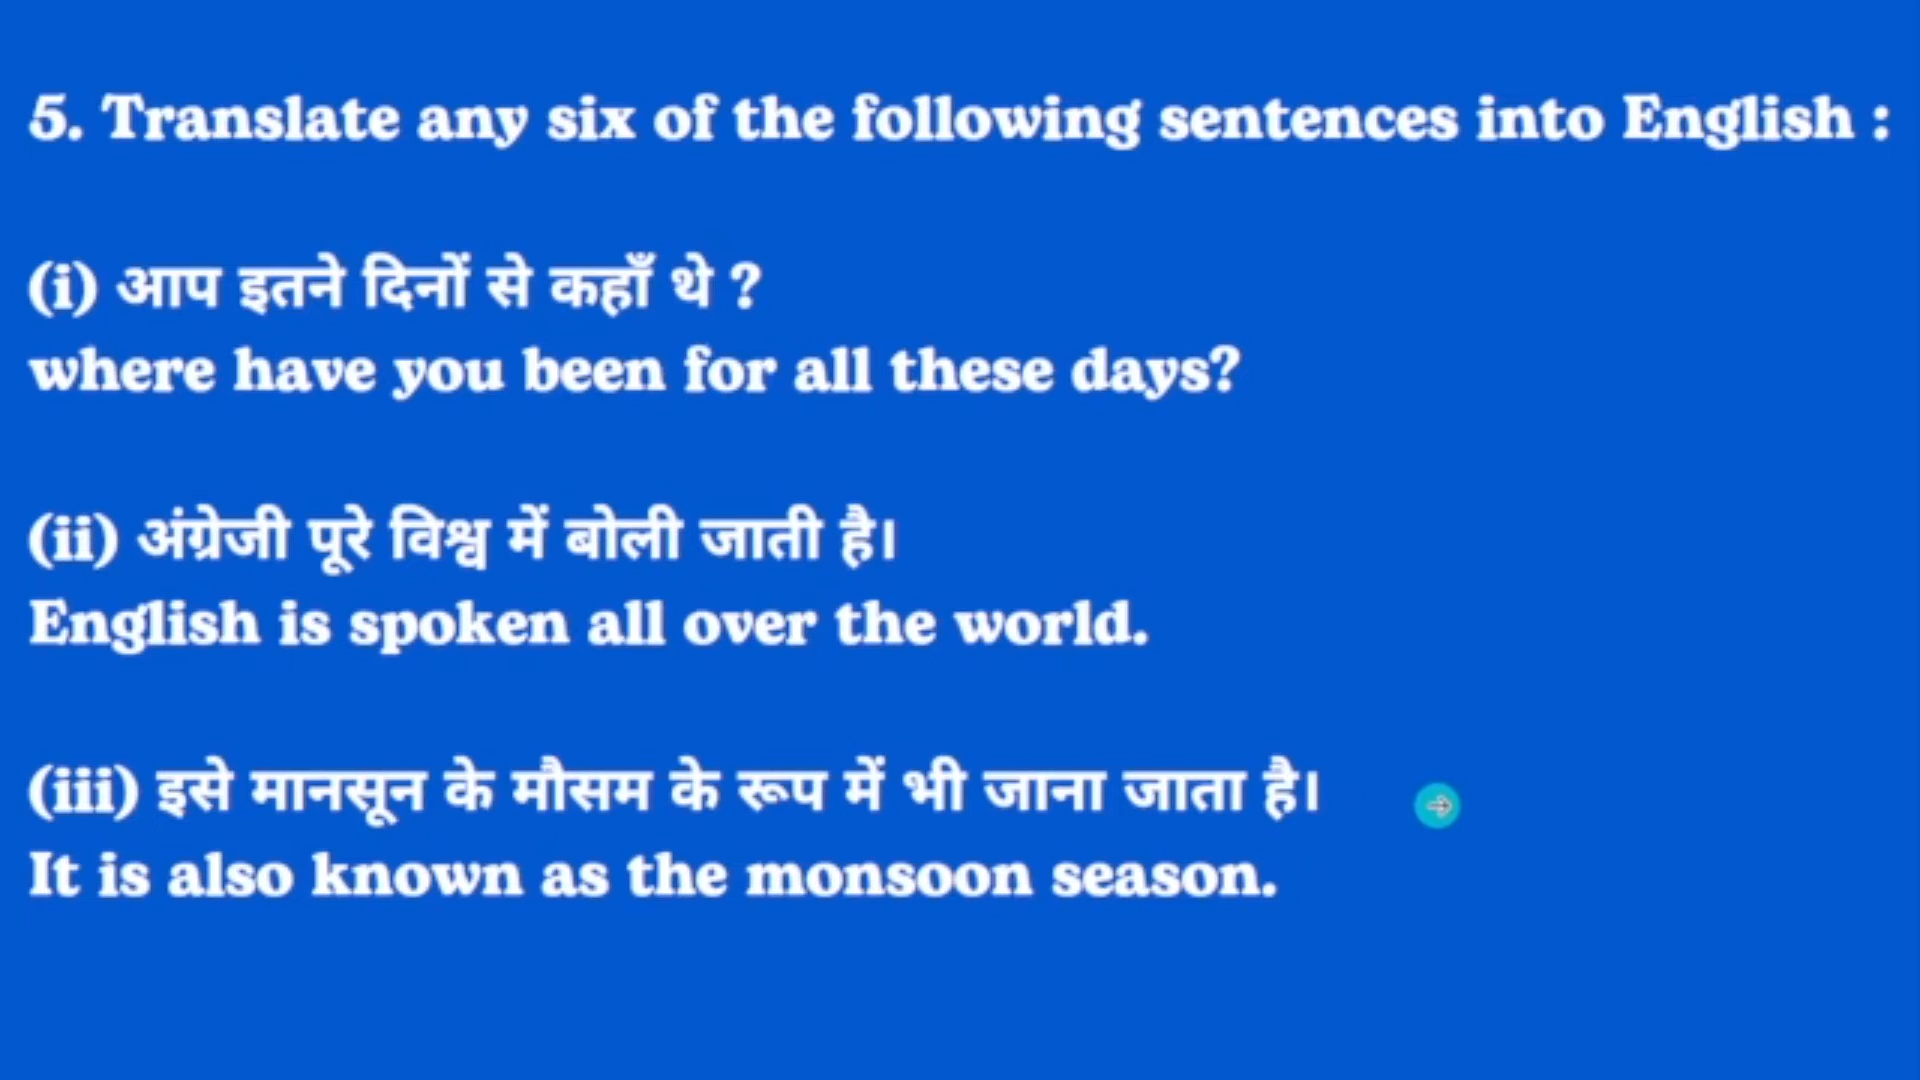 5. Translate any six of the following sentences into English :
(i) आप इतने दिनों से कहाँ थे ?
where have you been for all these days?
(ii) अंग्रेजी पूरे विश्व में बोली जाती है।
English is spoken all over the world.
(iii) इसे मानसून के मौसम के रूप में भी जाना जाता है।
It is also known as the monsoon season.